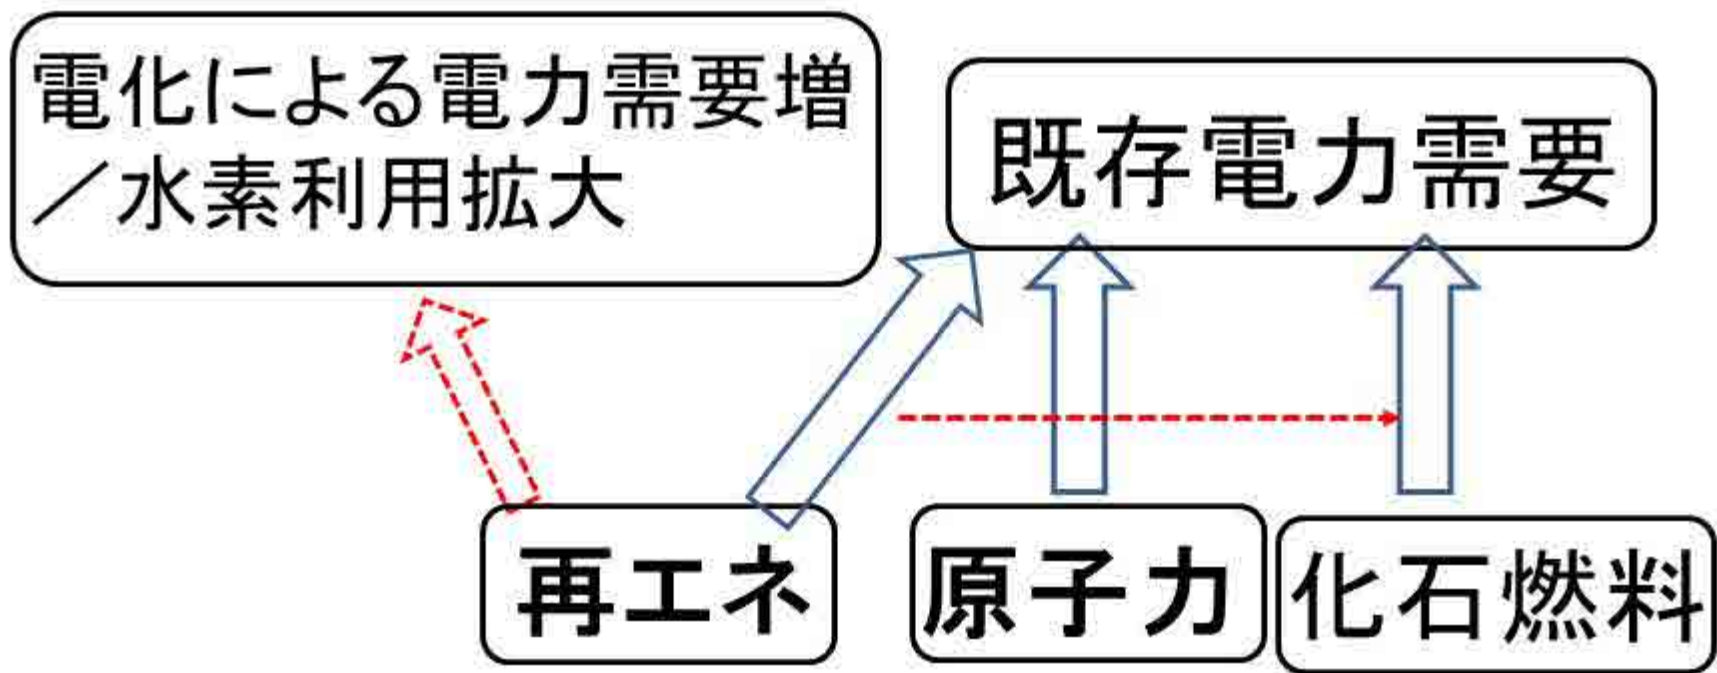 電化による電力需要増
／水素利用拡大
既存電力需要
再エネ
原子力
化石燃料